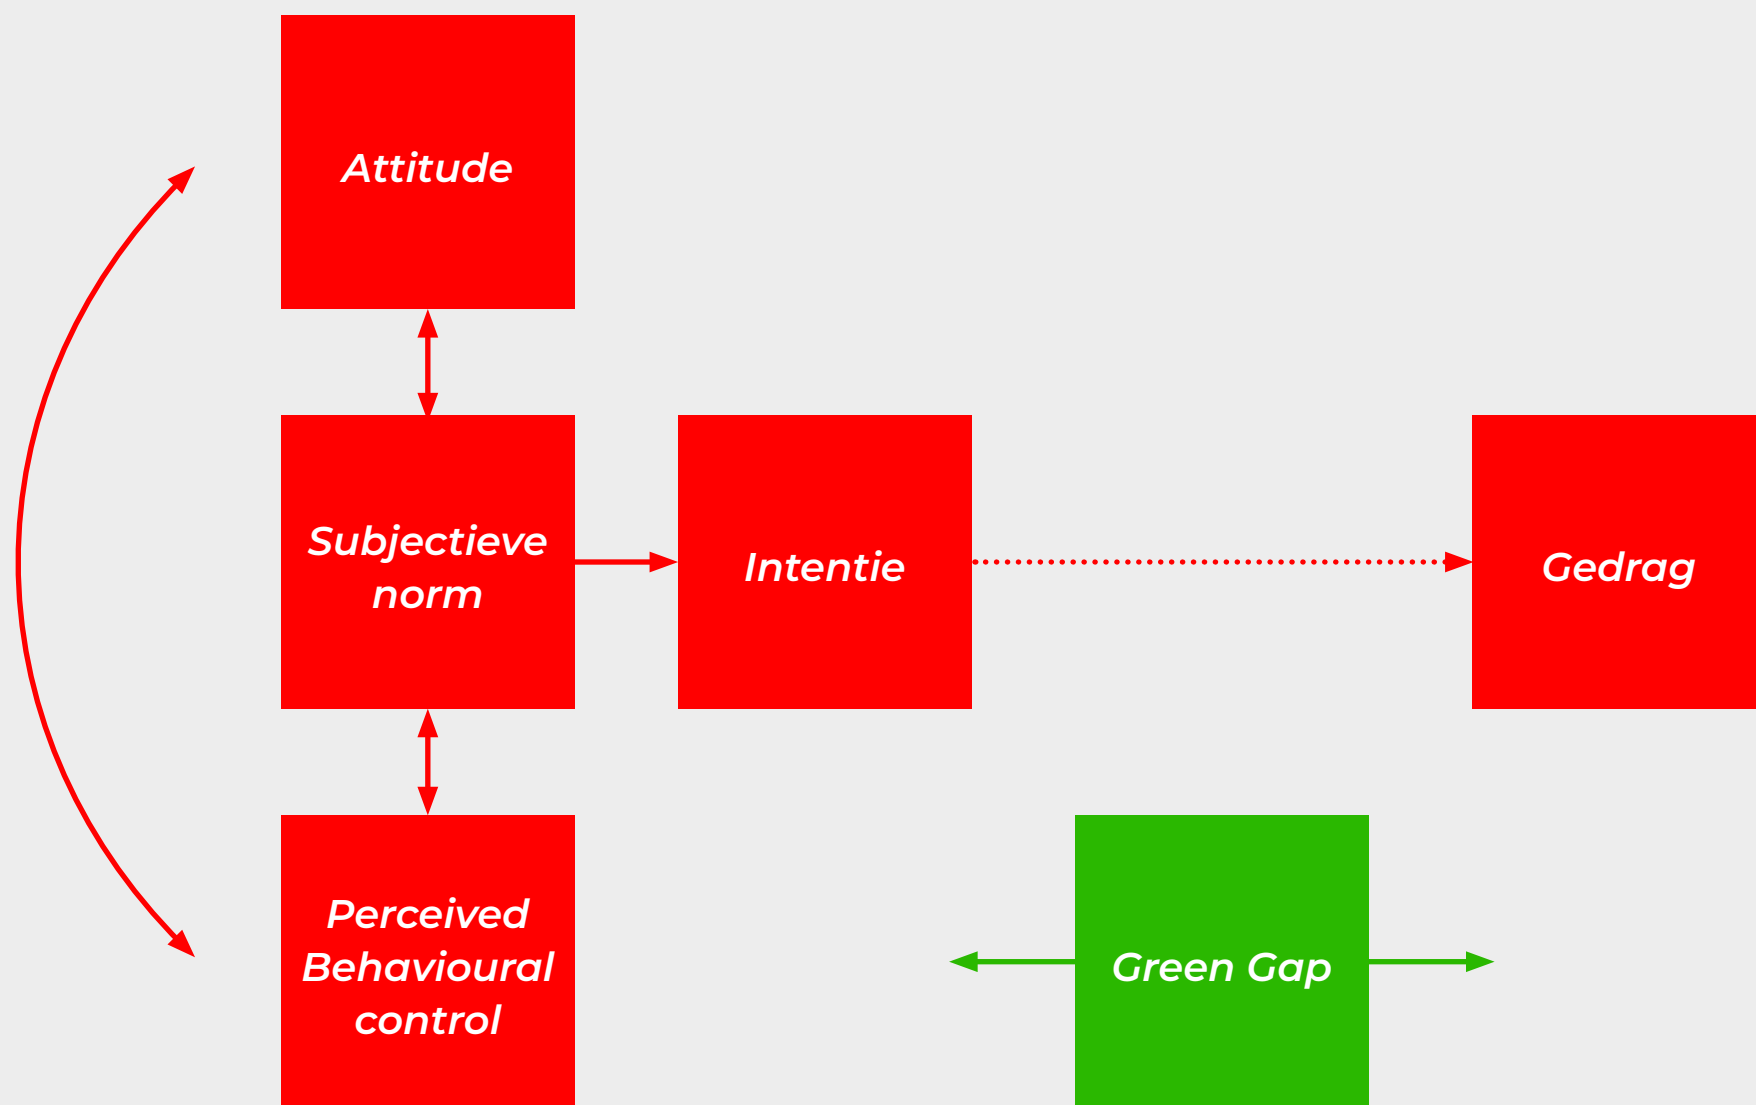 Attitude
Subjectieve
norm
Intentie
Gedrag
Perceived
Behavioural
control
Green Gap